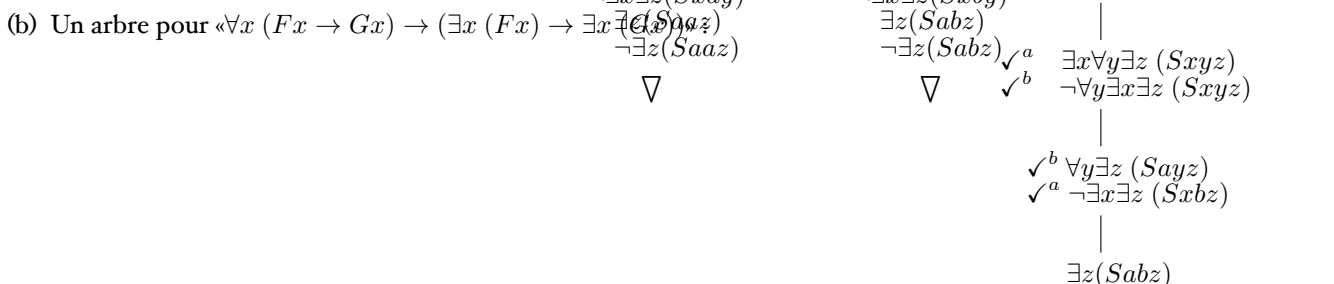 (b) Un arbre pour «∀x (Fx → Gx) → (∃x (Fx) → ∃x (Gx))» :
∃z(Saaz)
¬∃z(Saaz)
∇
∃z(Sabz)
¬∃z(Sabz)
∇
✓a ∃x∀y∃z (Sxyz)
✓b ¬∀y∃x∃z (Sxyz)
✓b ∀y∃z (Sayz)
✓a ¬∃x∃z (Sxbz)
∃z(Sabz)